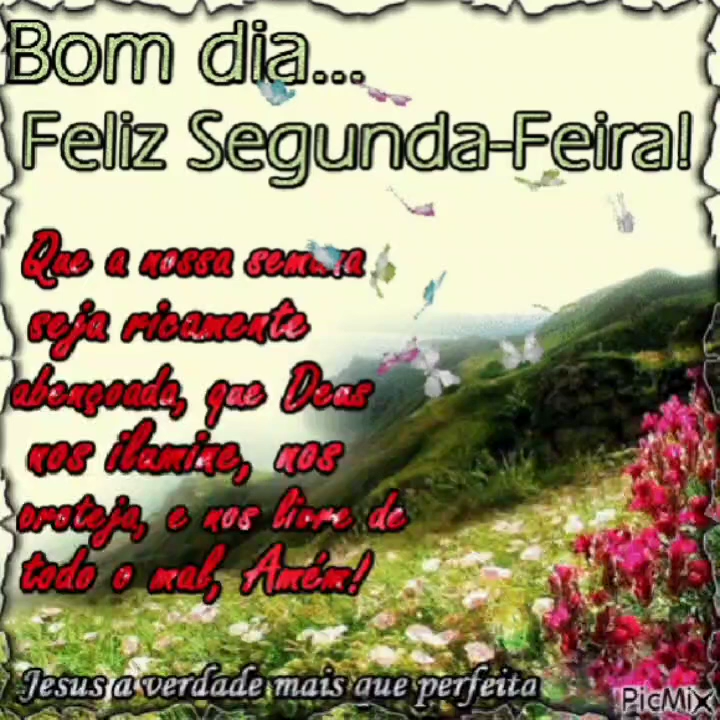 Bom dia...
Feliz Segunda-Feira!
Que a nossa semana
seja ricamente
abençoada, que Deus
nos ilumine, nos
proteja, e nos livre de
todo o mal, Amém!
Jesus a verdade mais que perfeita
PicMix